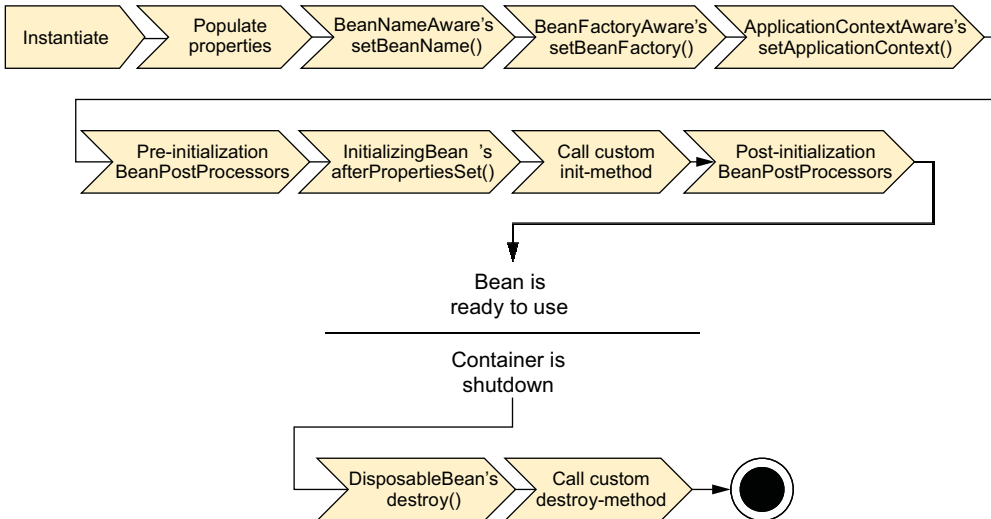 Instantiate
Populate
properties
BeanNameAware's
setBeanName()
BeanFactoryAware's
setBeanFactory()
ApplicationContextAware's
setApplicationContext()
Pre-initialization
BeanPostProcessors
InitializingBean 's
afterPropertiesSet()
Call custom
init-method
Post-initialization
BeanPostProcessors
Bean is
ready to use
Container is
shutdown
DisposableBean's
destroy()
Call custom
destroy-method